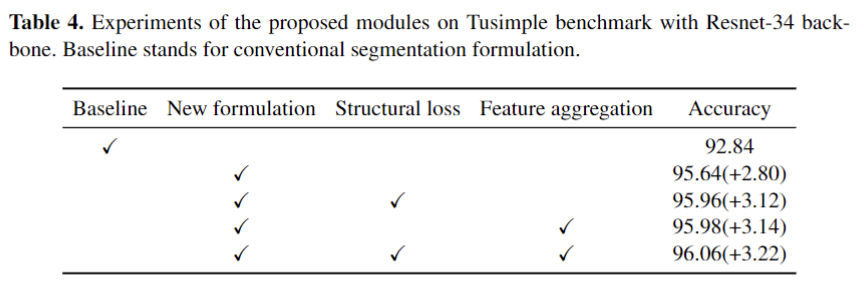 Table 4. Experiments of the proposed modules on Tusimple benchmark with Resnet-34 back-
bone. Baseline stands for conventional segmentation formulation.
Baseline New formulation Structural loss Feature aggregation Accuracy
✓ 92.84
✓ 95.64(+2.80)
✓ ✓ 95.96(+3.12)
✓ ✓ 95.98(+3.14)
✓ ✓ ✓ 96.06(+3.22)